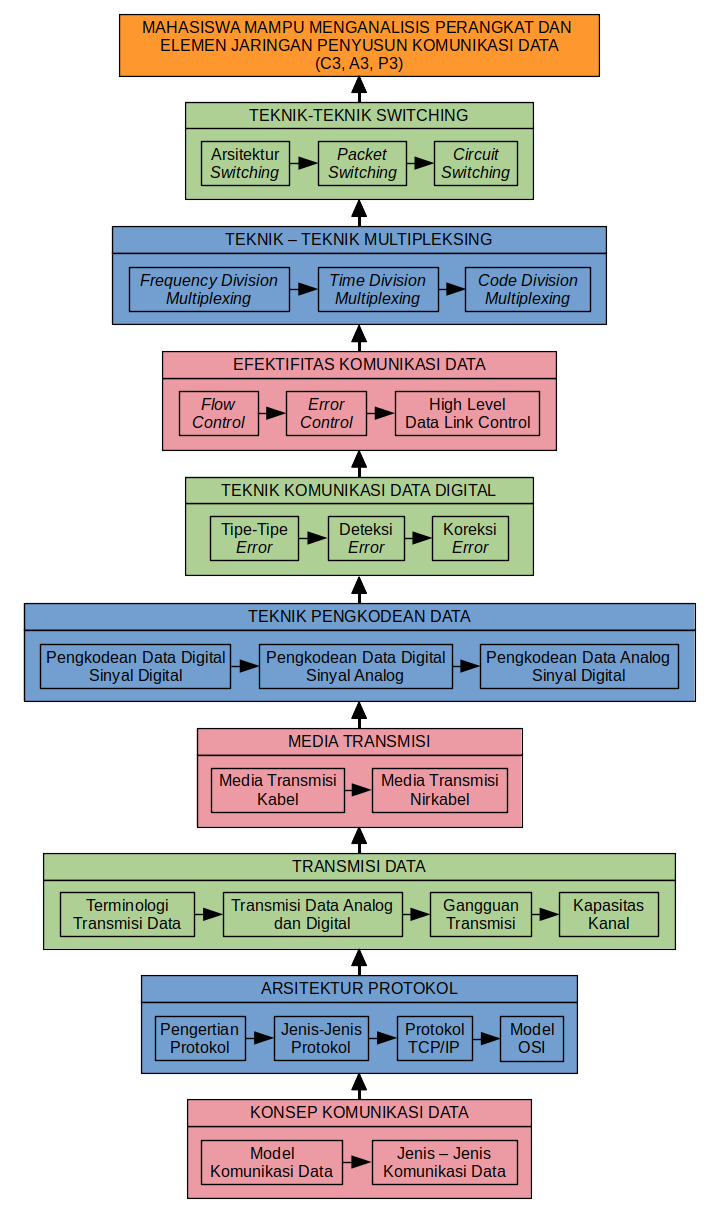 MAHASISWA MAMPU MENGANALISIS PERANGKAT DAN
ELEMEN JARINGAN PENYUSUN KOMUNIKASI DATA
(C3, A3, P3)
TEKNIK-TEKNIK SWITCHING
Arsitektur
Switching
Packet
Switching
Circuit
Switching
TEKNIK – TEKNIK MULTIPLEKSING
Frequency Division
Multiplexing
Time Division
Multiplexing
Code Division
Multiplexing
EFEKTIFITAS KOMUNIKASI DATA
Flow
Control
Error
Control
High Level
Data Link Control
TEKNIK KOMUNIKASI DATA DIGITAL
Tipe-Tipe
Error
Deteksi
Error
Koreksi
Error
TEKNIK PENGKODEAN DATA
Pengkodean Data Digital
Sinyal Digital
Pengkodean Data Digital
Sinyal Analog
Pengkodean Data Analog
Sinyal Digital
MEDIA TRANSMISI
Media Transmisi
Kabel
Media Transmisi
Nirkabel
TRANSMISI DATA
Terminologi
Transmisi Data
Transmisi Data Analog
dan Digital
Gangguan
Transmisi
Kapasitas
Kanal
ARSITEKTUR PROTOKOL
Pengertian
Protokol
Jenis-Jenis
Protokol
Protokol
TCP/IP
Model
OSI
KONSEP KOMUNIKASI DATA
Model
Komunikasi Data
Jenis – Jenis
Komunikasi Data